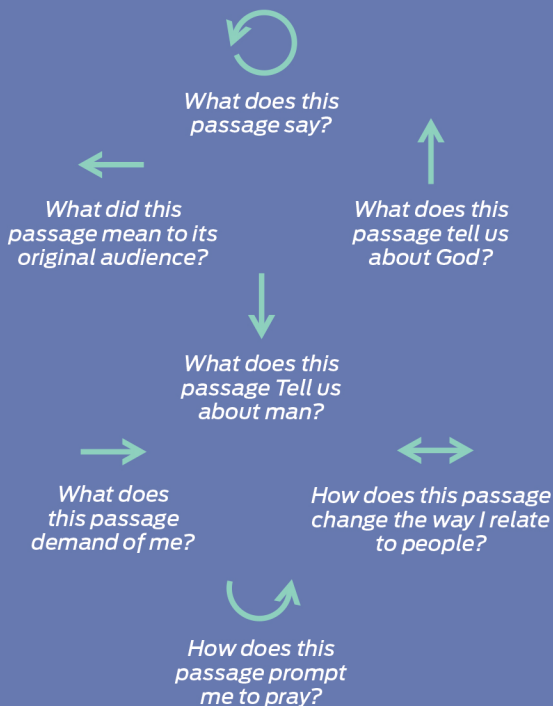 What does this
passage say?
What did this
passage mean to its
original audience?
What does this
passage tell us
about God?
What does this
passage Tell us
about man?
What does
this passage
demand of me?
How does this passage
change the way I relate
to people?
How does this
passage prompt
me to pray?